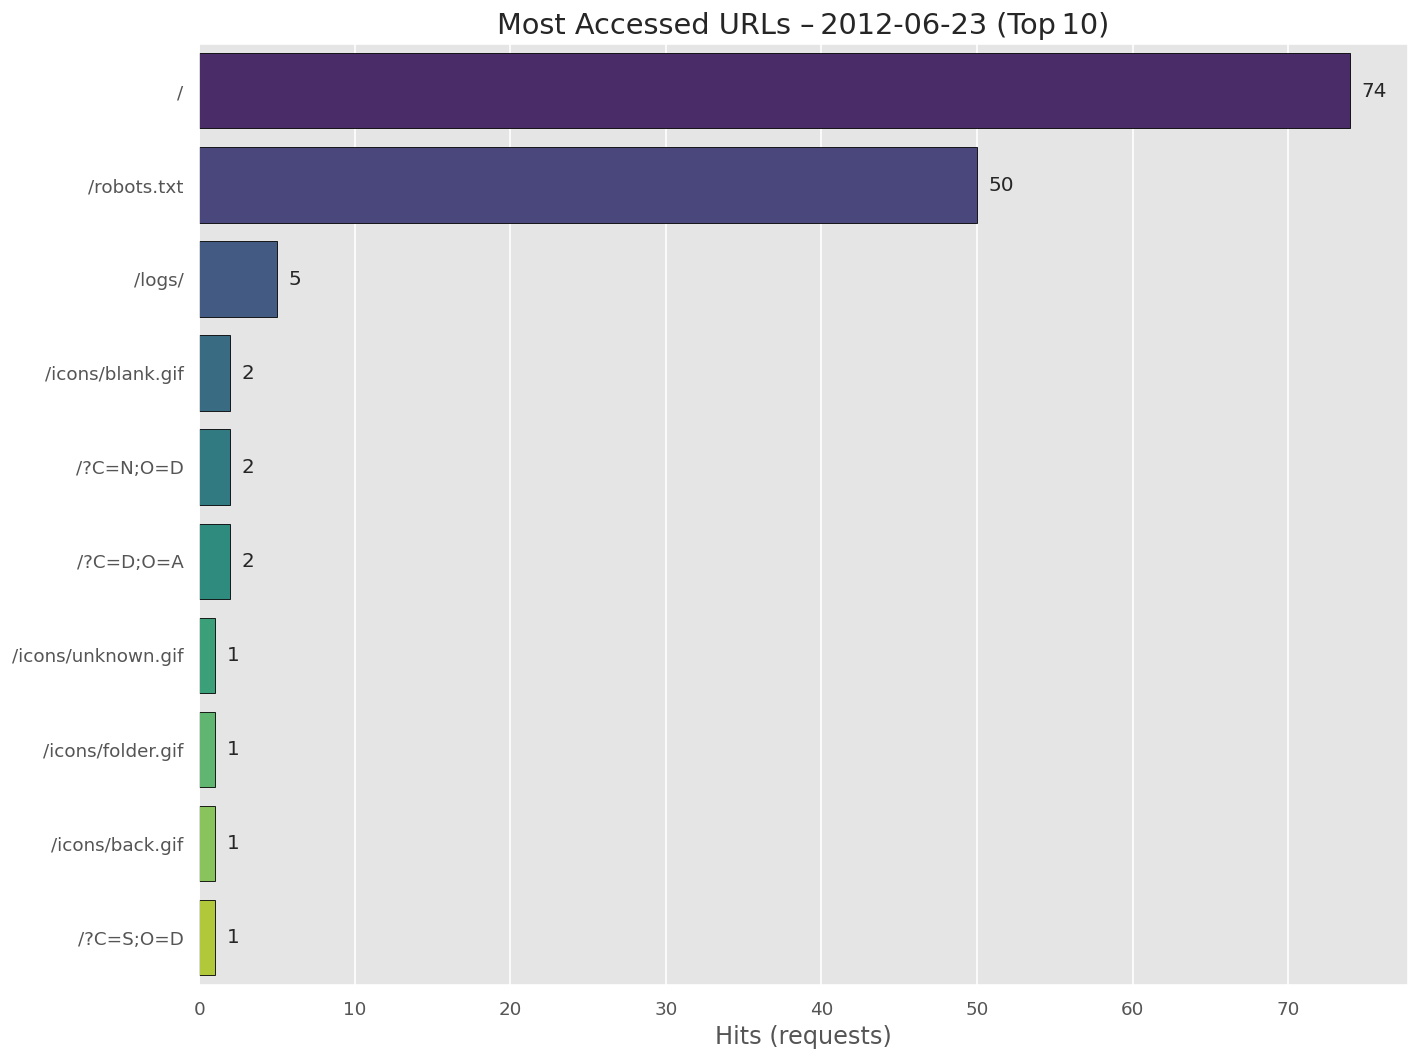 Most Accessed URLs – 2012-06-23 (Top 10)
/ 74
/robots.txt 50
/logs/ 5
/icons/blank.gif 2
/?C=N;O=D 2
/?C=D;O=A 2
/icons/unknown.gif 1
/icons/folder.gif 1
/icons/back.gif 1
/?C=S;O=D 1
0 10 20 30 40 50 60 70
Hits (requests)